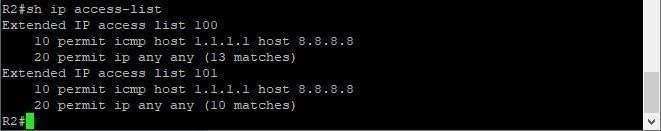 R2#sh ip access-list
Extended IP access list 100
    10 permit icmp host 1.1.1.1 host 8.8.8.8
    20 permit ip any any (13 matches)
Extended IP access list 101
    10 permit icmp host 1.1.1.1 host 8.8.8.8
    20 permit ip any any (10 matches)
R2#